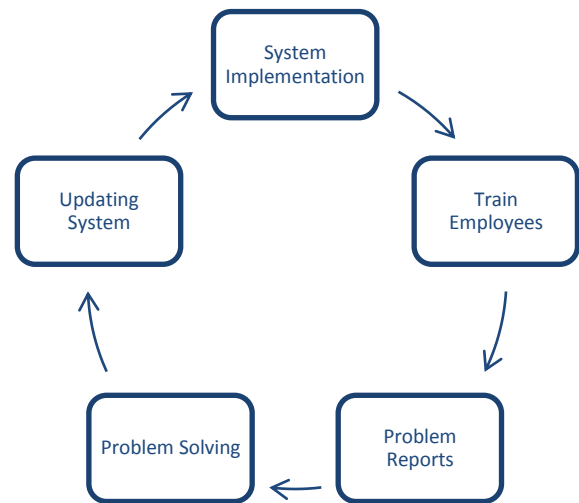 System
Implementation
Train
Employees
Problem
Reports
Problem Solving
Updating
System